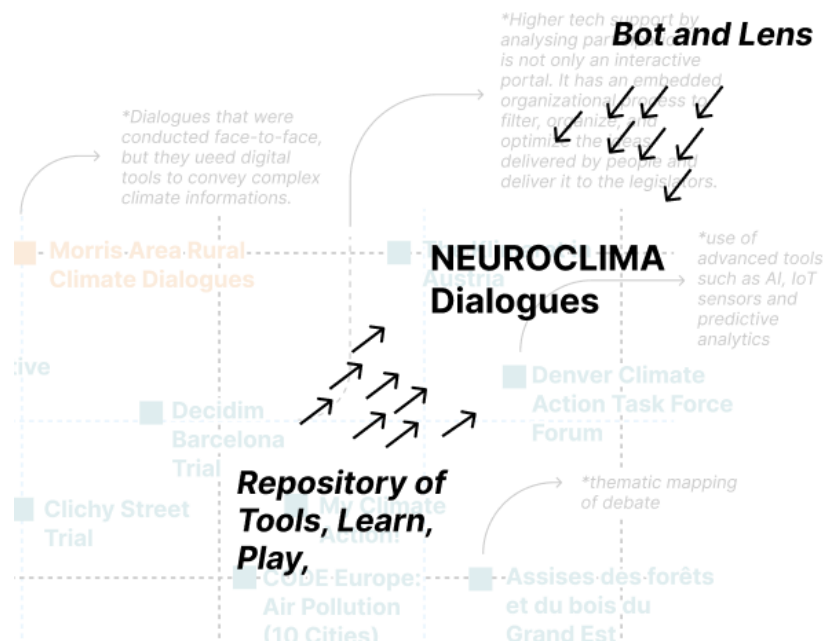 *Higher tech support by
analysing
is not only an interactive
portal. It has an embedded
organizational process to
filter, organize, and
optimize the ideas
delivered by people and
deliver it to the legislators.
Bot and Lens
*Dialogues that were
conducted face-to-face,
but they ueed digital
tools to convey complex
climate informations.
Morris Area Rural
Climate Dialogues
Austria
NEUROCLIMA
Dialogues
*use of
advanced tools
such as AI, IoT
sensors and
predictive
analytics
Denver Climate
Action Task Force
Forum
Decidim
Barcelona
Trial
Repository of
Tools, Learn,
Play,
Clichy Street
Trial
My Climate
Action!
*thematic mapping
of debate
CODE Europe:
Air Pollution
(10 Cities)
Assises des forêts
et du bois du
Grand Est